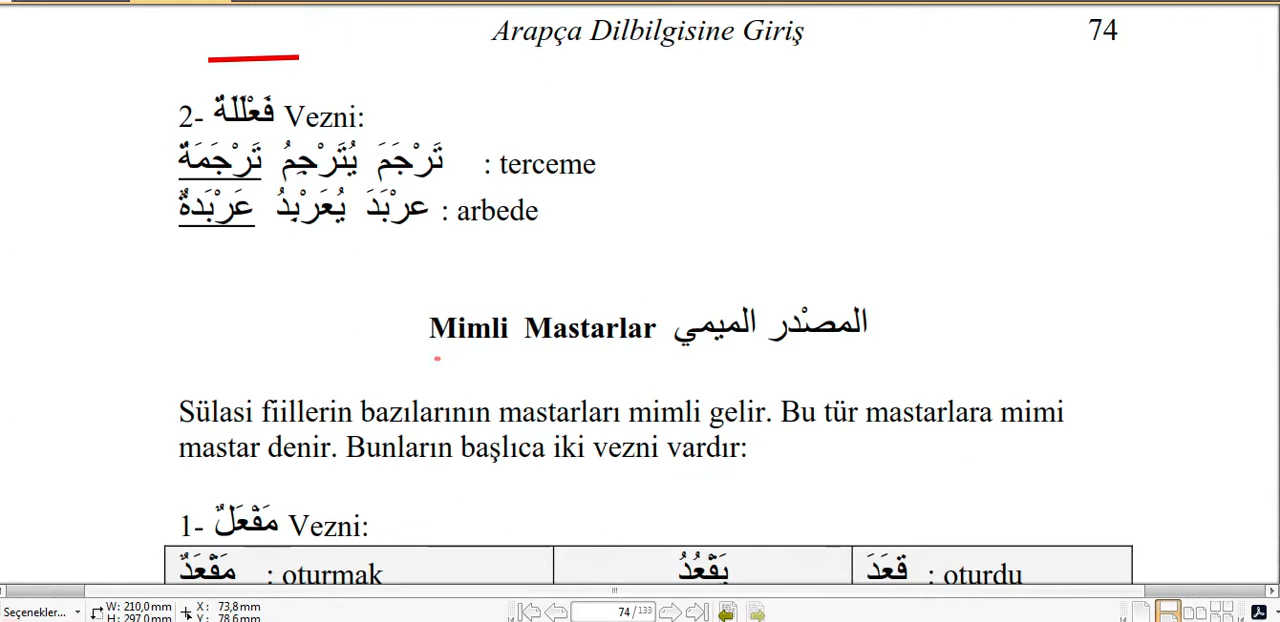 Arapça Dilbilgisine Giriş 74
2- فَعْلَلَةٌ Vezni:
تَرْجَمَ يُتَرْجِمُ تَرْجَمَةٌ : terceme
عرْبَدَ يُعَرْبِدُ عَرْبَدةٌ : arbede
Mimli Mastarlar المصْدر الميمي
Sülasi fiillerin bazılarının mastarları mimli gelir. Bu tür mastarlara mimi
mastar denir. Bunların başlıca iki vezni vardır:
1- مَفْعَلٌ Vezni:
مَقْعَدٌ : oturmak يَقْعُدُ قَعَدَ : oturdu
Seçenekler... W: 210,0 mm X: 73,8 mm 74 / 133
H: 297,0 mm Y: 78,6 mm